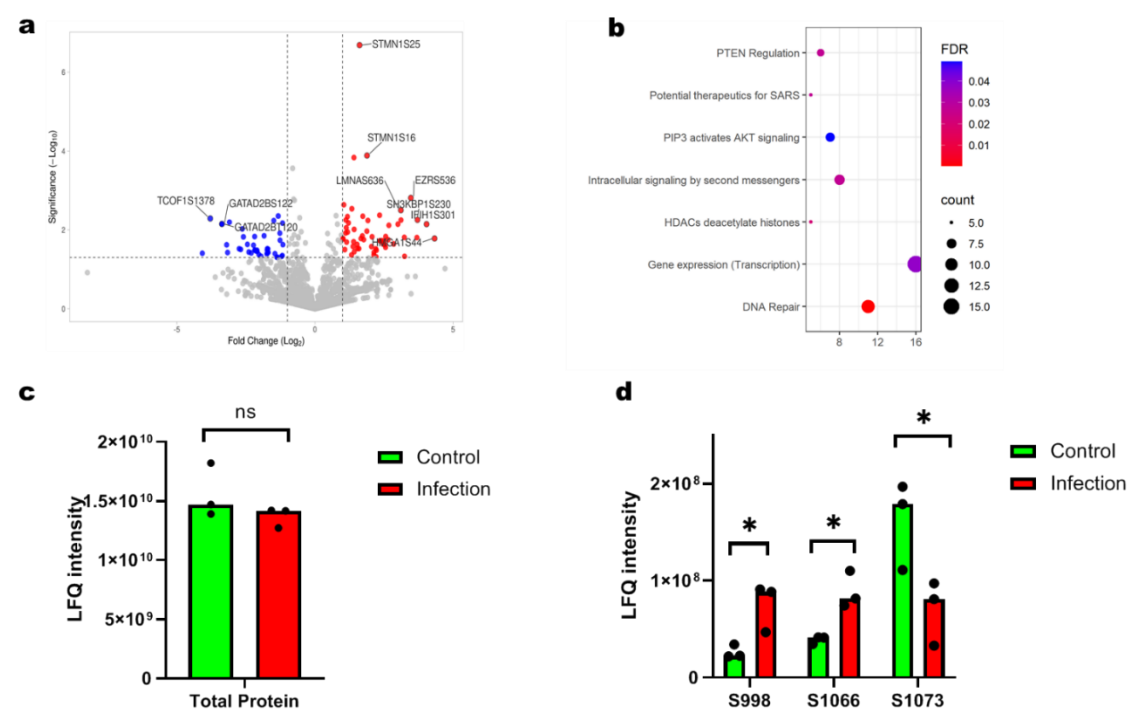 a
STMN1S25
STMN1S16
LMNAS636
EZRS536
SH3KBP1S230
IFIH1S301
HMGA1S44
TCOF1S1378
GATAD2BS122
GATAD2BT120
Significance (−Log₁₀)
6
4
2
0
-5
0
5
Fold Change (Log₂)
b
PTEN Regulation
Potential therapeutics for SARS
PIP3 activates AKT signaling
Intracellular signaling by second messengers
HDACs deacetylate histones
Gene expression (Transcription)
DNA Repair
8
12
16
FDR
0.04
0.03
0.02
0.01
count
5.0
7.5
10.0
12.5
15.0
c
ns
LFQ intensity
2×10¹⁰
1.5×10¹⁰
1×10¹⁰
5×10⁹
0
Total Protein
Control
Infection
d
*
*
*
LFQ intensity
2×10⁸
1×10⁸
0
S998
S1066
S1073
Control
Infection